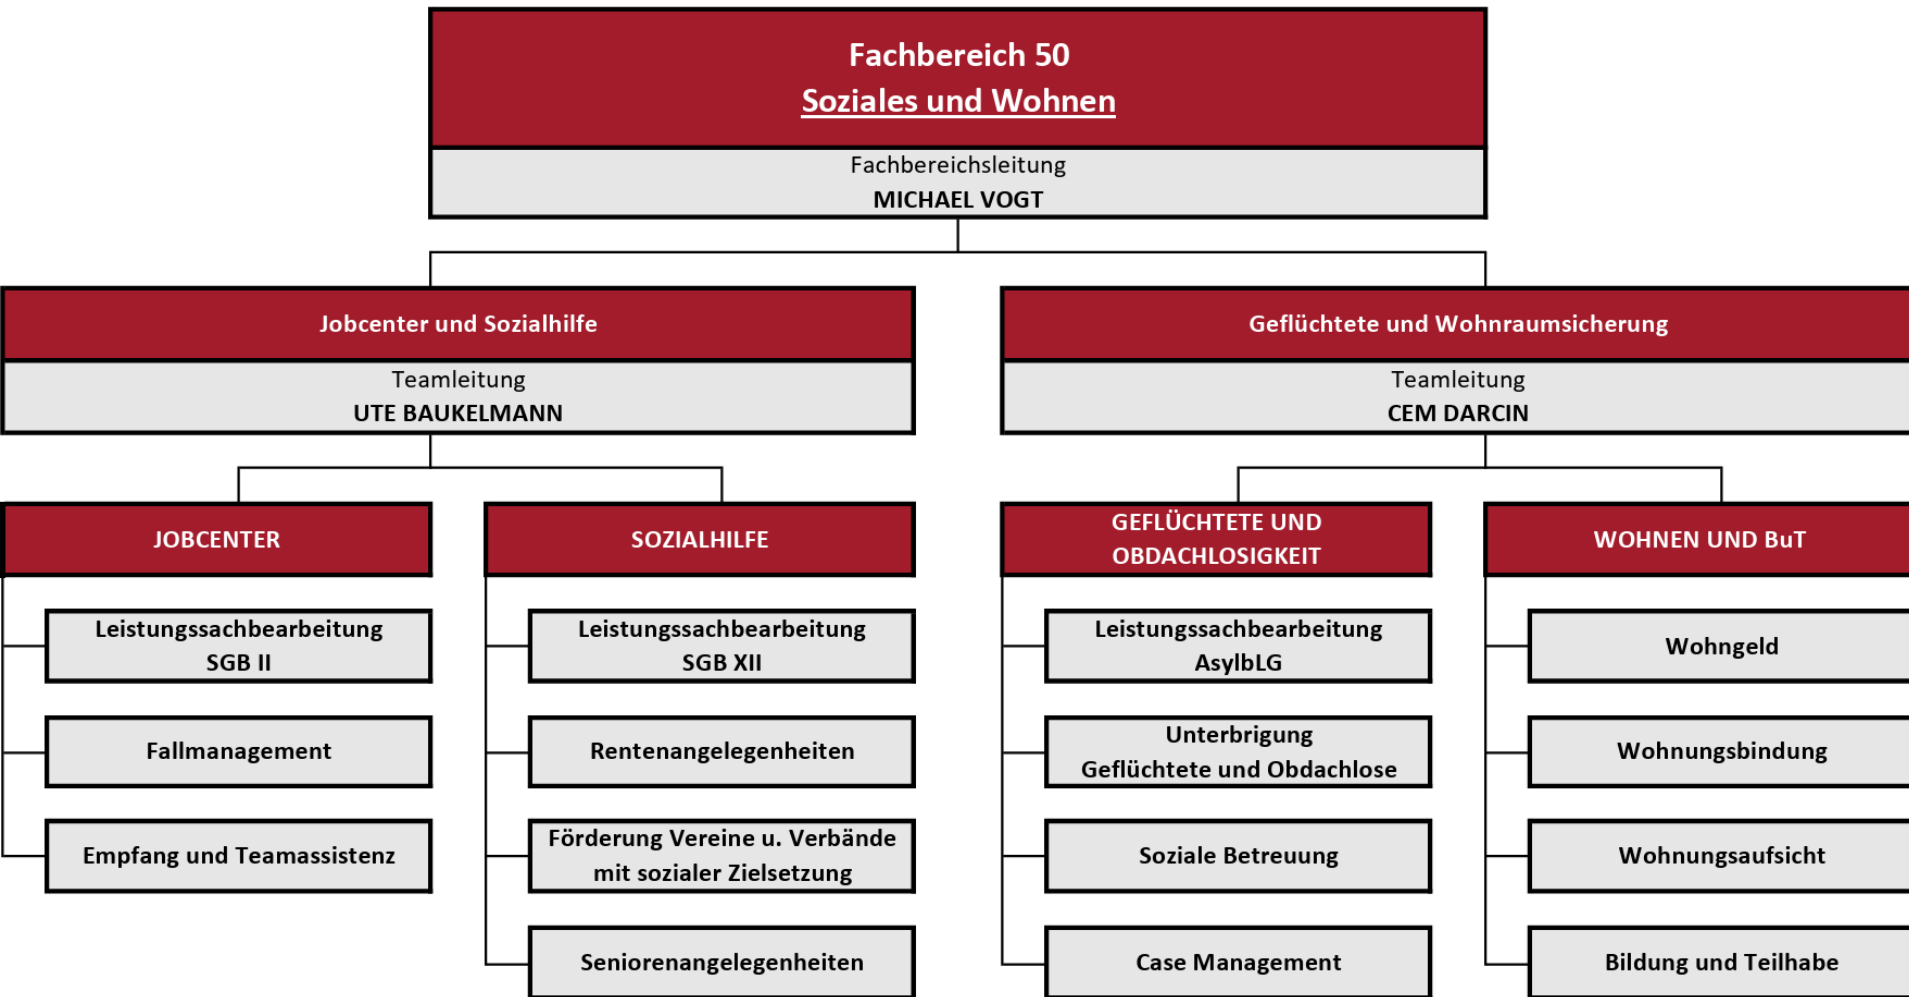 Fachbereich 50
Soziales und Wohnen
Fachbereichsleitung
MICHAEL VOGT
Jobcenter und Sozialhilfe
Teamleitung
UTE BAUKELMANN
Geflüchtete und Wohnraumsicherung
Teamleitung
CEM DARCIN
JOBCENTER
Leistungssachbearbeitung
SGB II
Fallmanagement
Empfang und Teamassistenz
SOZIALHILFE
Leistungssachbearbeitung
SGB XII
Rentenangelegenheiten
Förderung Vereine u. Verbände
mit sozialer Zielsetzung
Seniorenangelegenheiten
GEFLÜCHTETE UND
OBDACHLOSIGKEIT
Leistungssachbearbeitung
AsylbLG
Unterbrigung
Geflüchtete und Obdachlose
Soziale Betreuung
Case Management
WOHNEN UND BuT
Wohngeld
Wohnungsbindung
Wohnungsaufsicht
Bildung und Teilhabe